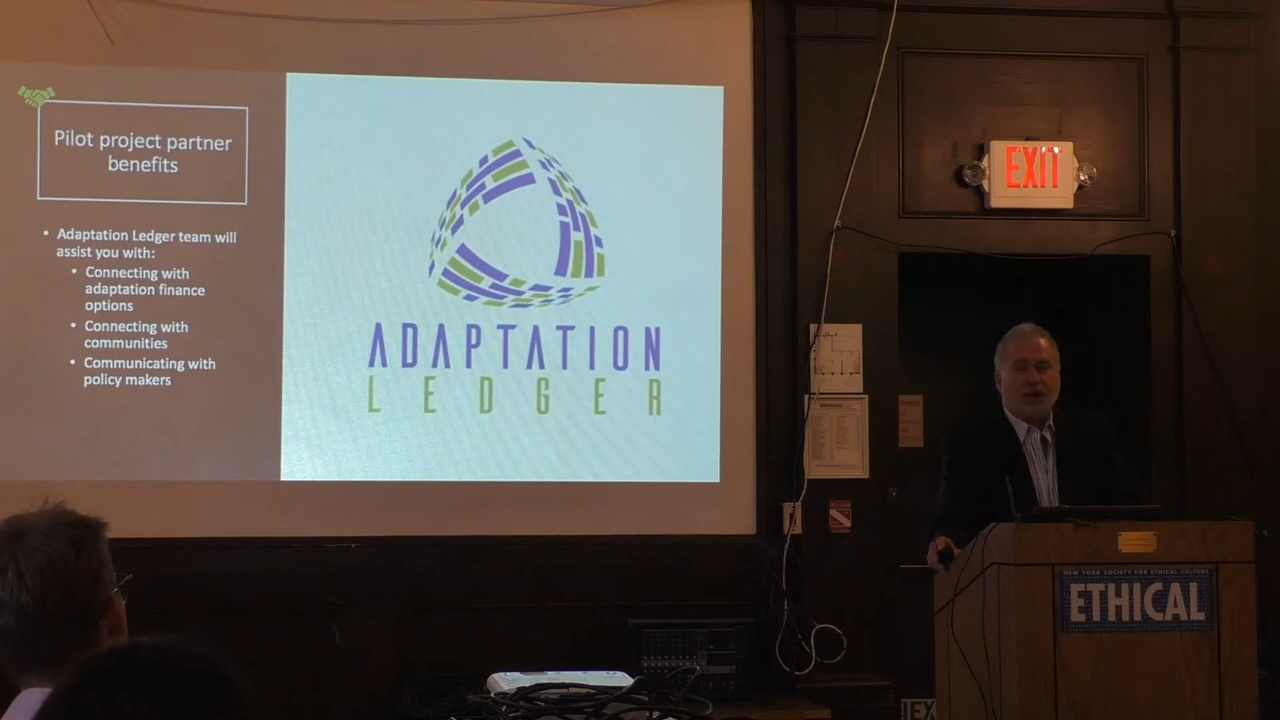 Pilot project partner
benefits
• Adaptation Ledger team will
assist you with:
• Connecting with
adaptation finance
options
• Connecting with
communities
• Communicating with
policy makers
ADAPTATION
LEDGER
EXIT
NEW YORK SOCIETY FOR ETHICAL CULTURE
ETHICAL